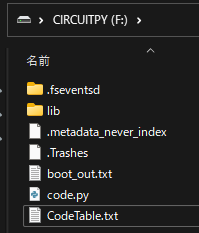 CIRCUITPY (F:)
名前
.fseventsd
lib
.metadata_never_index
.Trashes
boot_out.txt
code.py
CodeTable.txt